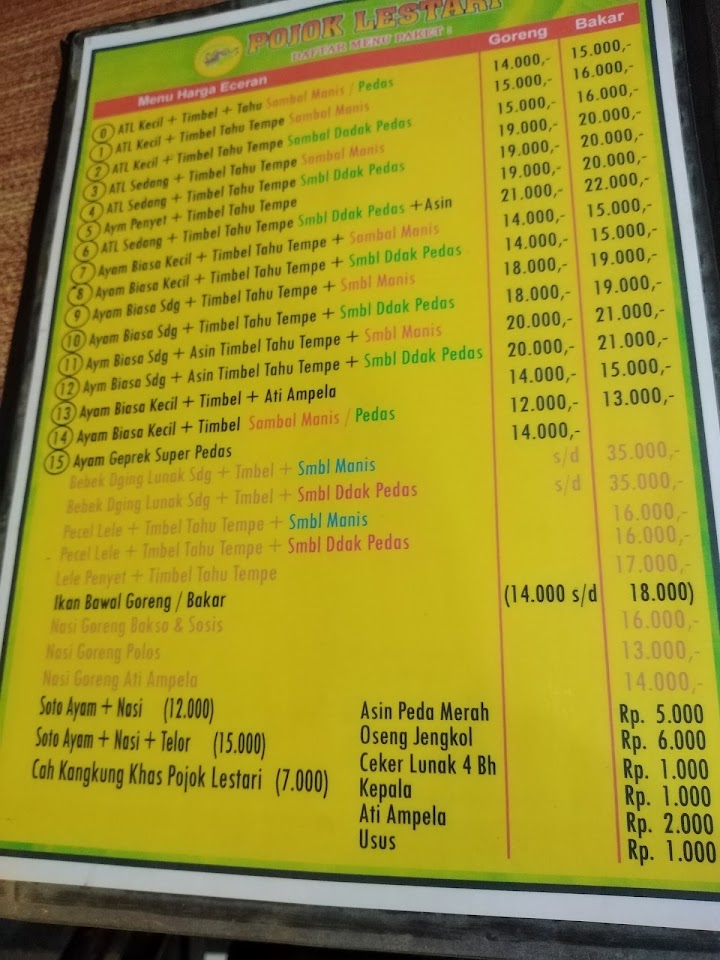 POJOK LESTARI
DAFTAR MENU PAKET :
Menu Harga Eceran Goreng Bakar
0 ATL Kecil + Timbel + Tahu Sambal Manis / Pedas 14.000,- 15.000,-
1 ATL Kecil + Timbel Tahu Tempe Sambal Manis 15.000,- 16.000,-
2 ATL Kecil + Timbel Tahu Tempe Sambal Dadak Pedas 15.000,- 16.000,-
3 ATL Sedang + Timbel Tahu Tempe Sambal Manis 19.000,- 20.000,-
4 ATL Sedang + Timbel Tahu Tempe Smbl Ddak Pedas 19.000,- 20.000,-
5 Aym Penyet + Timbel Tahu Tempe 19.000,- 20.000,-
6 ATL Sedang + Timbel Tahu Tempe Smbl Ddak Pedas +Asin 21.000,- 22.000,-
7 Ayam Biasa Kecil + Timbel Tahu Tempe + Sambal Manis 14.000,- 15.000,-
8 Ayam Biasa Kecil + Timbel Tahu Tempe + Smbl Ddak Pedas 14.000,- 15.000,-
9 Ayam Biasa Sdg + Timbel Tahu Tempe + Smbl Manis 18.000,- 19.000,-
10 Ayam Biasa Sdg + Timbel Tahu Tempe + Smbl Ddak Pedas 18.000,- 19.000,-
11 Aym Biasa Sdg + Asin Timbel Tahu Tempe + Smbl Manis 20.000,- 21.000,-
12 Aym Biasa Sdg + Asin Timbel Tahu Tempe + Smbl Ddak Pedas 20.000,- 21.000,-
13 Ayam Biasa Kecil + Timbel + Ati Ampela 14.000,- 15.000,-
14 Ayam Biasa Kecil + Timbel Sambal Manis / Pedas 12.000,- 13.000,-
15 Ayam Geprek Super Pedas 14.000,-
Bebek Dging Lunak Sdg + Tmbel + Smbl Manis s/d 35.000,-
Bebek Dging Lunak Sdg + Tmbel + Smbl Ddak Pedas s/d 35.000,-
Pecel Lele + Tmbel Tahu Tempe + Smbl Manis 16.000,-
Pecel Lele + Tmbel Tahu Tempe + Smbl Ddak Pedas 16.000,-
Lele Penyet + Timbel Tahu Tempe 17.000,-
Ikan Bawal Goreng / Bakar (14.000 s/d 18.000)
Nasi Goreng Bakso & Sosis 16.000,-
Nasi Goreng Polos 13.000,-
Nasi Goreng Ati Ampela 14.000,-
Soto Ayam + Nasi (12.000)
Soto Ayam + Nasi + Telor (15.000)
Cah Kangkung Khas Pojok Lestari (7.000)
Asin Peda Merah Rp. 5.000
Oseng Jengkol Rp. 6.000
Ceker Lunak 4 Bh Rp. 1.000
Kepala Rp. 1.000
Ati Ampela Rp. 2.000
Usus Rp. 1.000